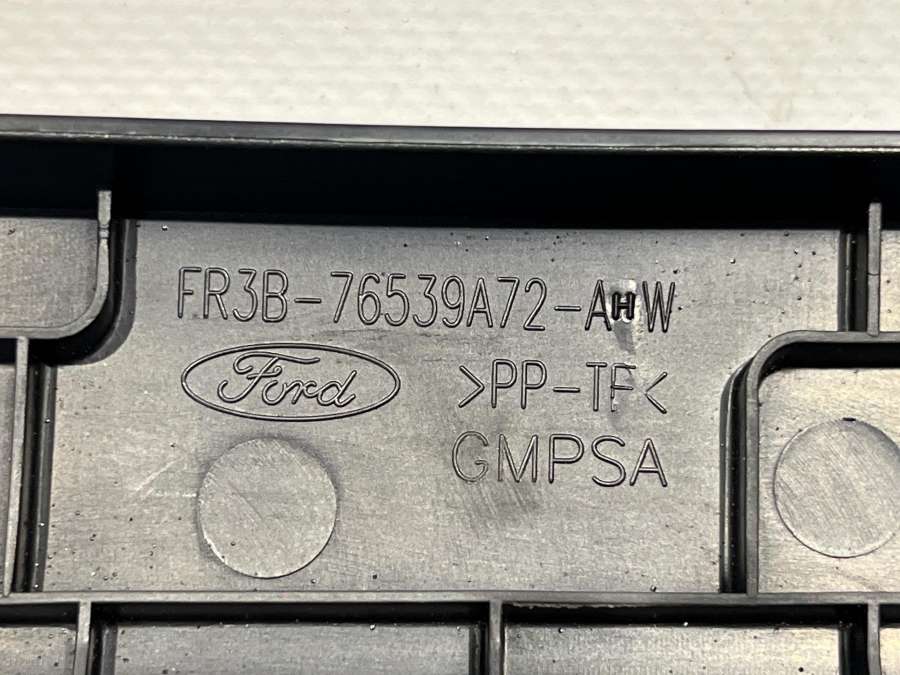 FR3B-76539A72-AHW
Ford
>PP-TF<
GMPSA